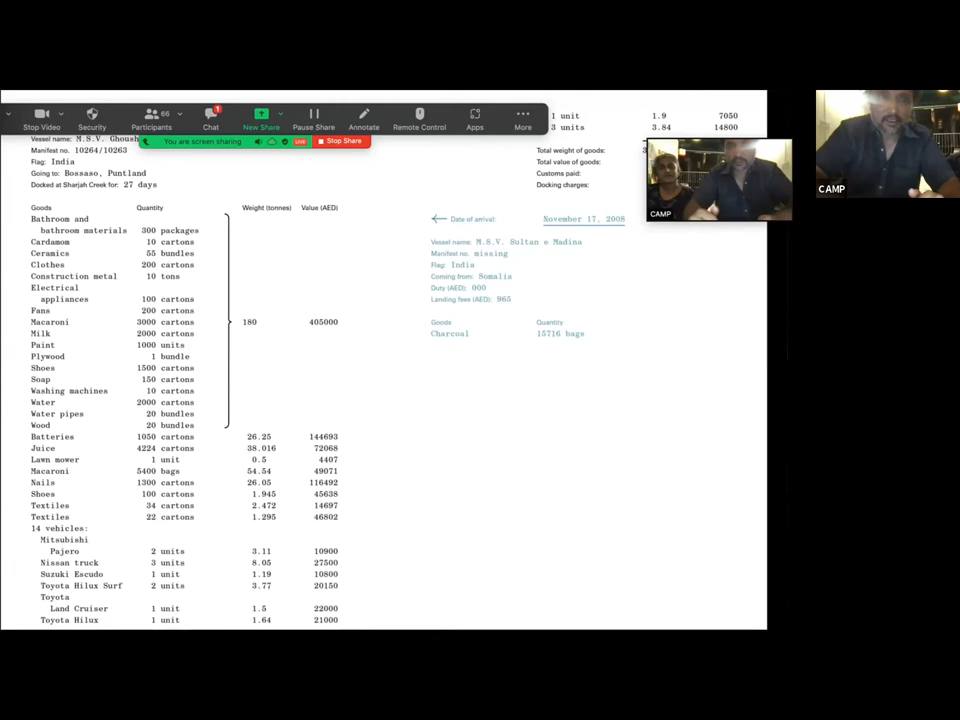 66
1
Stop Video
Security
Participants
Chat
New Share
Pause Share
Annotate
Remote Control
Apps
More
You are screen sharing
LIVE
Stop Share
Vessel name: M.S.V. Ghoush
Manifest no. 10264/10263
Flag: India
Going to: Bossaso, Puntland
Docked at Sharjah Creek for: 27 days
Goods Quantity Weight (tonnes) Value (AED)
Bathroom and
bathroom materials 300 packages
Cardamom 10 cartons
Ceramics 55 bundles
Clothes 200 cartons
Construction metal 10 tons
Electrical
appliances 100 cartons
Fans 200 cartons
Macaroni 3000 cartons 180 405000
Milk 2000 cartons
Paint 1000 units
Plywood 1 bundle
Shoes 1500 cartons
Soap 150 cartons
Washing machines 10 cartons
Water 2000 cartons
Water pipes 20 bundles
Wood 20 bundles
Batteries 1050 cartons 26.25 144693
Juice 4224 cartons 38.016 72068
Lawn mower 1 unit 0.5 4407
Macaroni 5400 bags 54.54 49071
Nails 1300 cartons 26.05 116492
Shoes 100 cartons 1.945 45638
Textiles 34 cartons 2.472 14697
Textiles 22 cartons 1.295 46802
14 vehicles:
Mitsubishi
Pajero 2 units 3.11 10900
Nissan truck 3 units 8.05 27500
Suzuki Escudo 1 unit 1.19 10800
Toyota Hilux Surf 2 units 3.77 20150
Toyota
Land Cruiser 1 unit 1.5 22000
Toyota Hilux 1 unit 1.64 21000
1 unit 1.9 7050
3 units 3.84 14800
Total weight of goods:
Total value of goods:
Customs paid:
Docking charges:
← Date of arrival: November 17, 2008
Vessel name: M.S.V. Sultan e Madina
Manifest no. missing
Flag: India
Coming from: Somalia
Duty (AED): 000
Landing fees (AED): 965
Goods Quantity
Charcoal 15716 bags
CAMP
CAMP